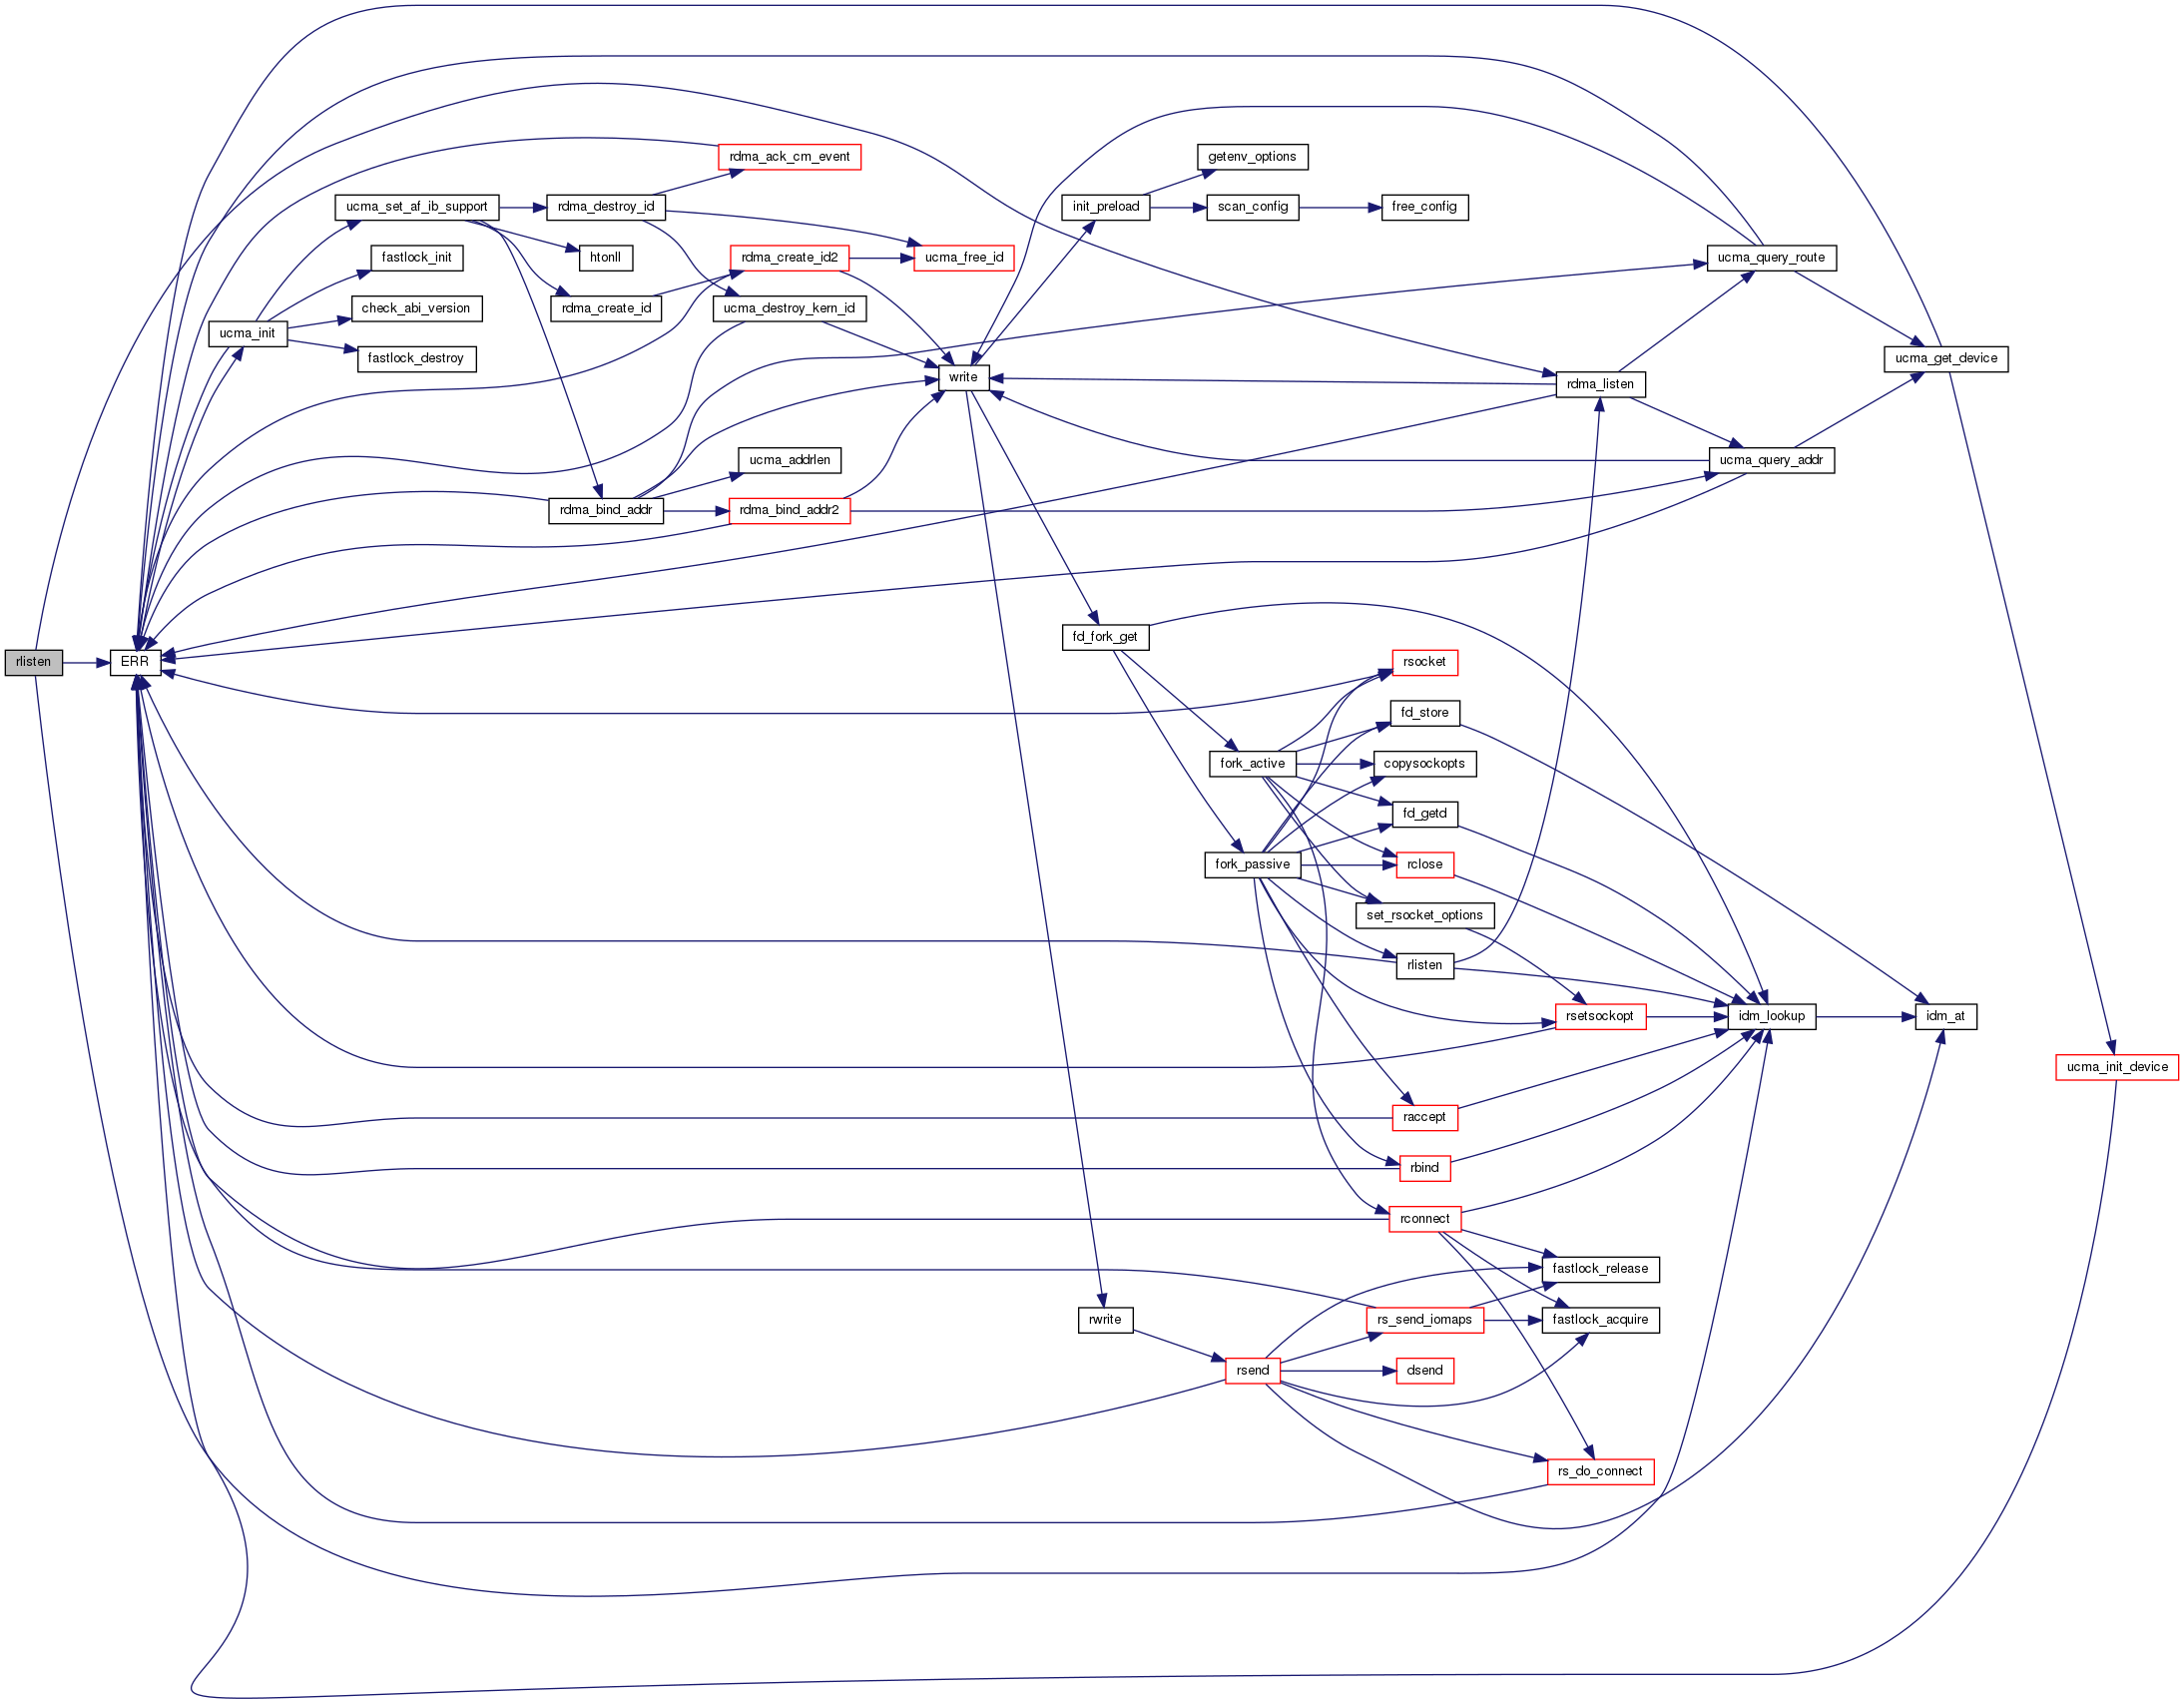 rdma_ack_cm_event
getenv_options
ucma_set_af_ib_support
rdma_destroy_id
init_preload
scan_config
free_config
fastlock_init
htonll
rdma_create_id2
ucma_free_id
ucma_query_route
check_abi_version
rdma_create_id
ucma_destroy_kern_id
ucma_init
fastlock_destroy
ucma_get_device
write
rdma_listen
ucma_addrlen
ucma_query_addr
rdma_bind_addr
rdma_bind_addr2
fd_fork_get
rlisten
ERR
rsocket
fd_store
fork_active
copysockopts
fd_getd
fork_passive
rclose
set_rsocket_options
rlisten
rsetsockopt
idm_lookup
idm_at
ucma_init_device
raccept
rbind
rconnect
fastlock_release
rwrite
rs_send_iomaps
fastlock_acquire
rsend
dsend
rs_do_connect